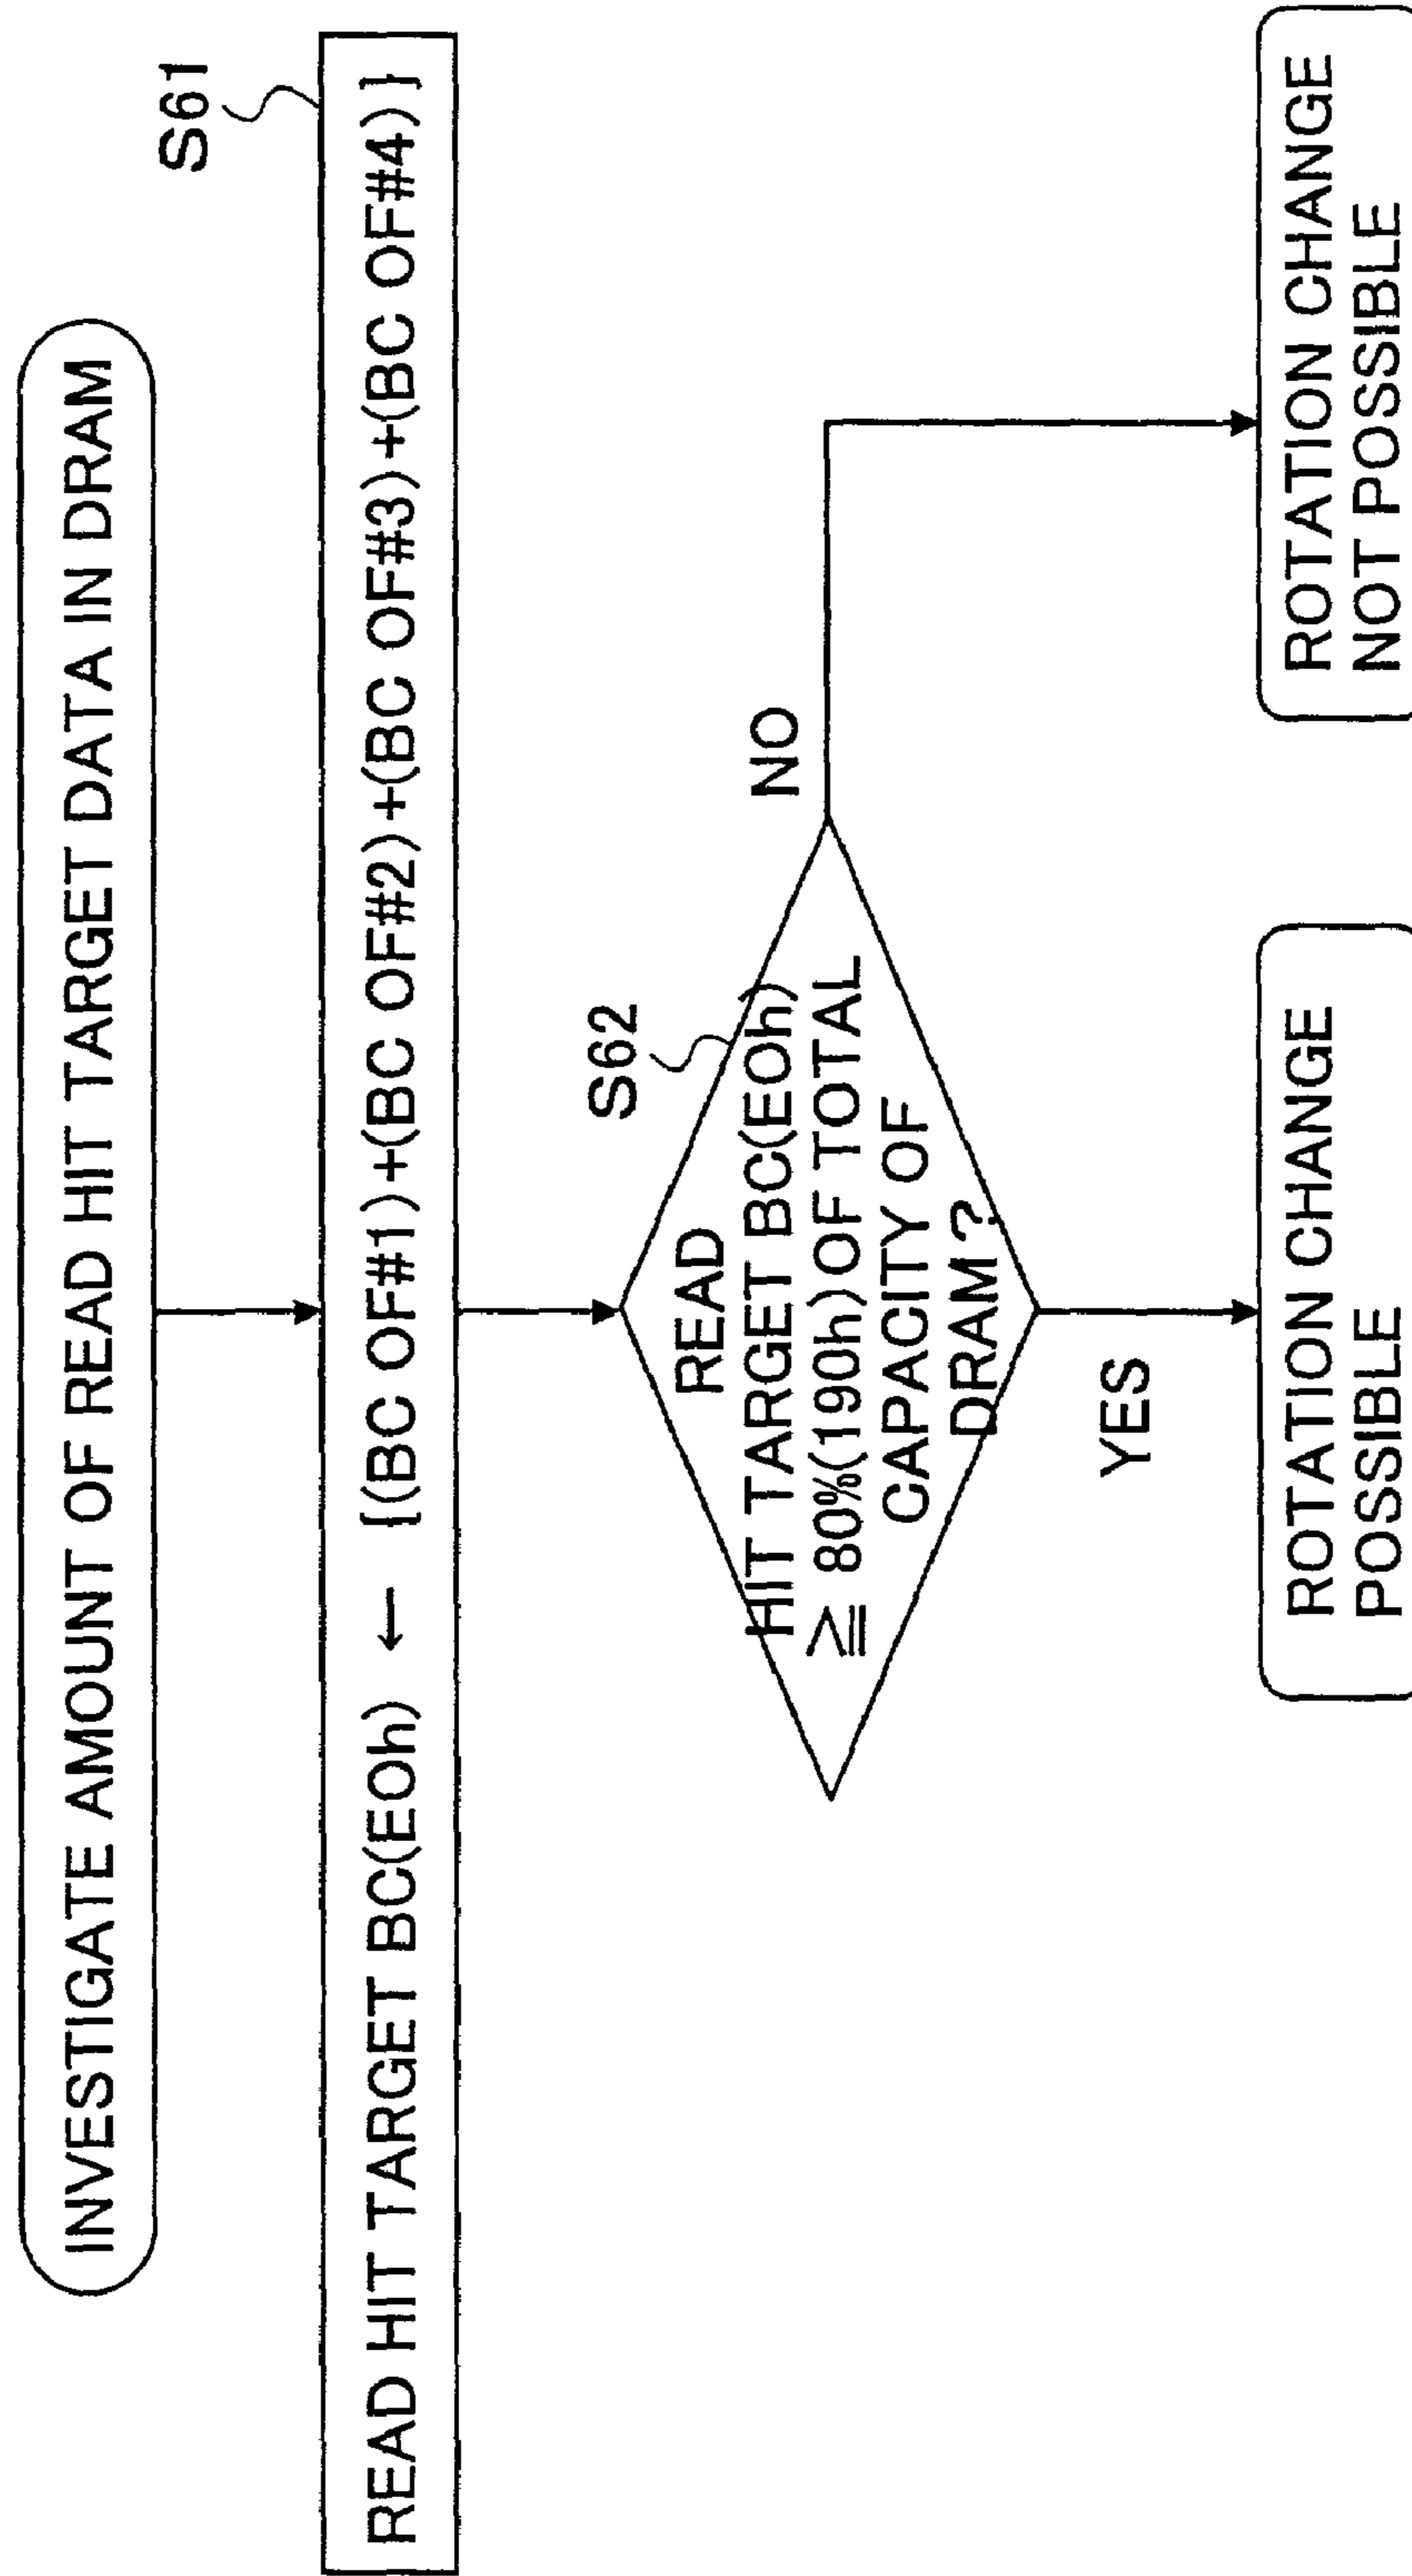 INVESTIGATE AMOUNT OF READ HIT TARGET DATA IN DRAM
S61
READ HIT TARGET BC(EOh) ← {(BC OF#1)+(BC OF#2)+(BC OF#3)+(BC OF#4)}
S62
READ
HIT TARGET BC(EOh)
≧ 80%(190h) OF TOTAL
CAPACITY OF
DRAM?
NO
YES
ROTATION CHANGE
POSSIBLE
ROTATION CHANGE
NOT POSSIBLE